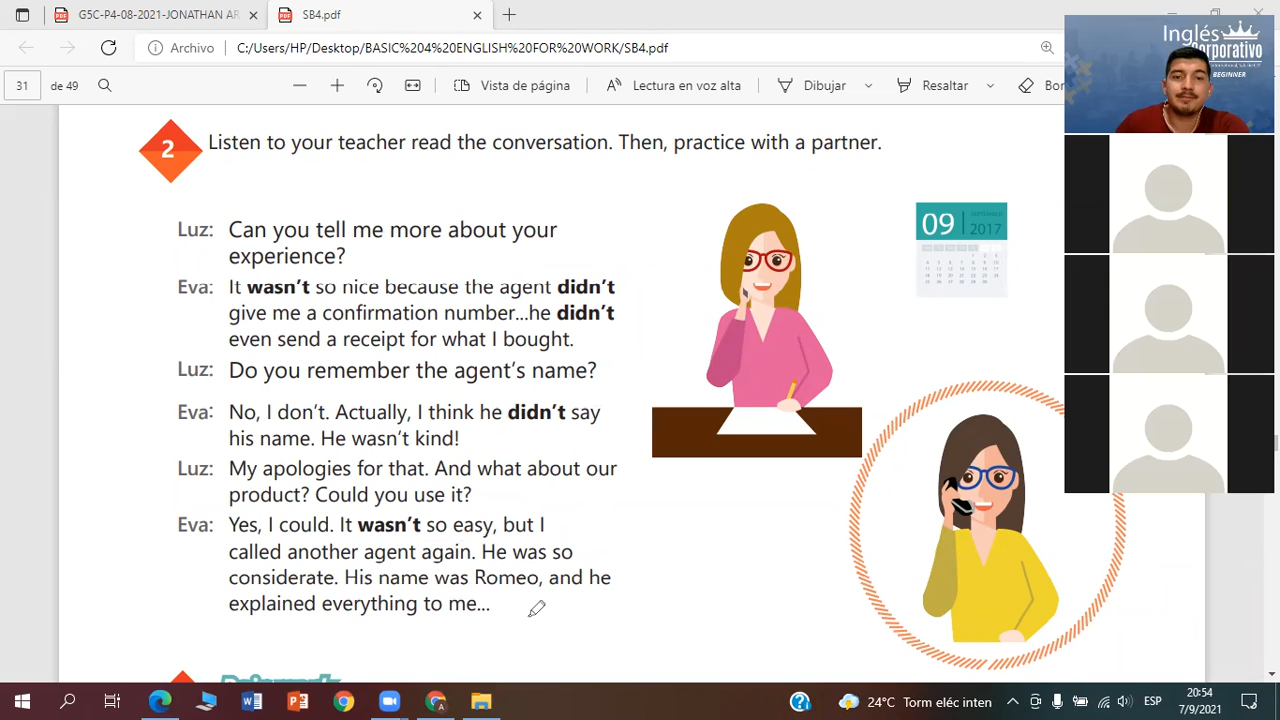 G5C-P4-08-2021-JONATHAN AR
SB4.pdf
Archivo
C:/Users/HP/Desktop/BASIC%204%20ENGLISH%20FOR%20WORK/SB4.pdf
31
de 49
Vista de página
Lectura en voz alta
Dibujar
Resaltar
Bor
Inglés
Corporativo
BEGINNER
2
Listen to your teacher read the conversation. Then, practice with a partner.
Luz: Can you tell me more about your
experience?
Eva: It wasn't so nice because the agent didn't
give me a confirmation number...he didn't
even send a receipt for what I bought.
Luz: Do you remember the agent's name?
Eva: No, I don't. Actually, I think he didn't say
his name. He wasn't kind!
Luz: My apologies for that. And what about our
product? Could you use it?
Eva: Yes, I could. It wasn't so easy, but I
called another agent again. He was so
considerate. His name was Romeo, and he
explained everything to me...
09
SEPTEMBER
2017
24°C Torm eléc inten
ESP
20:54
7/9/2021